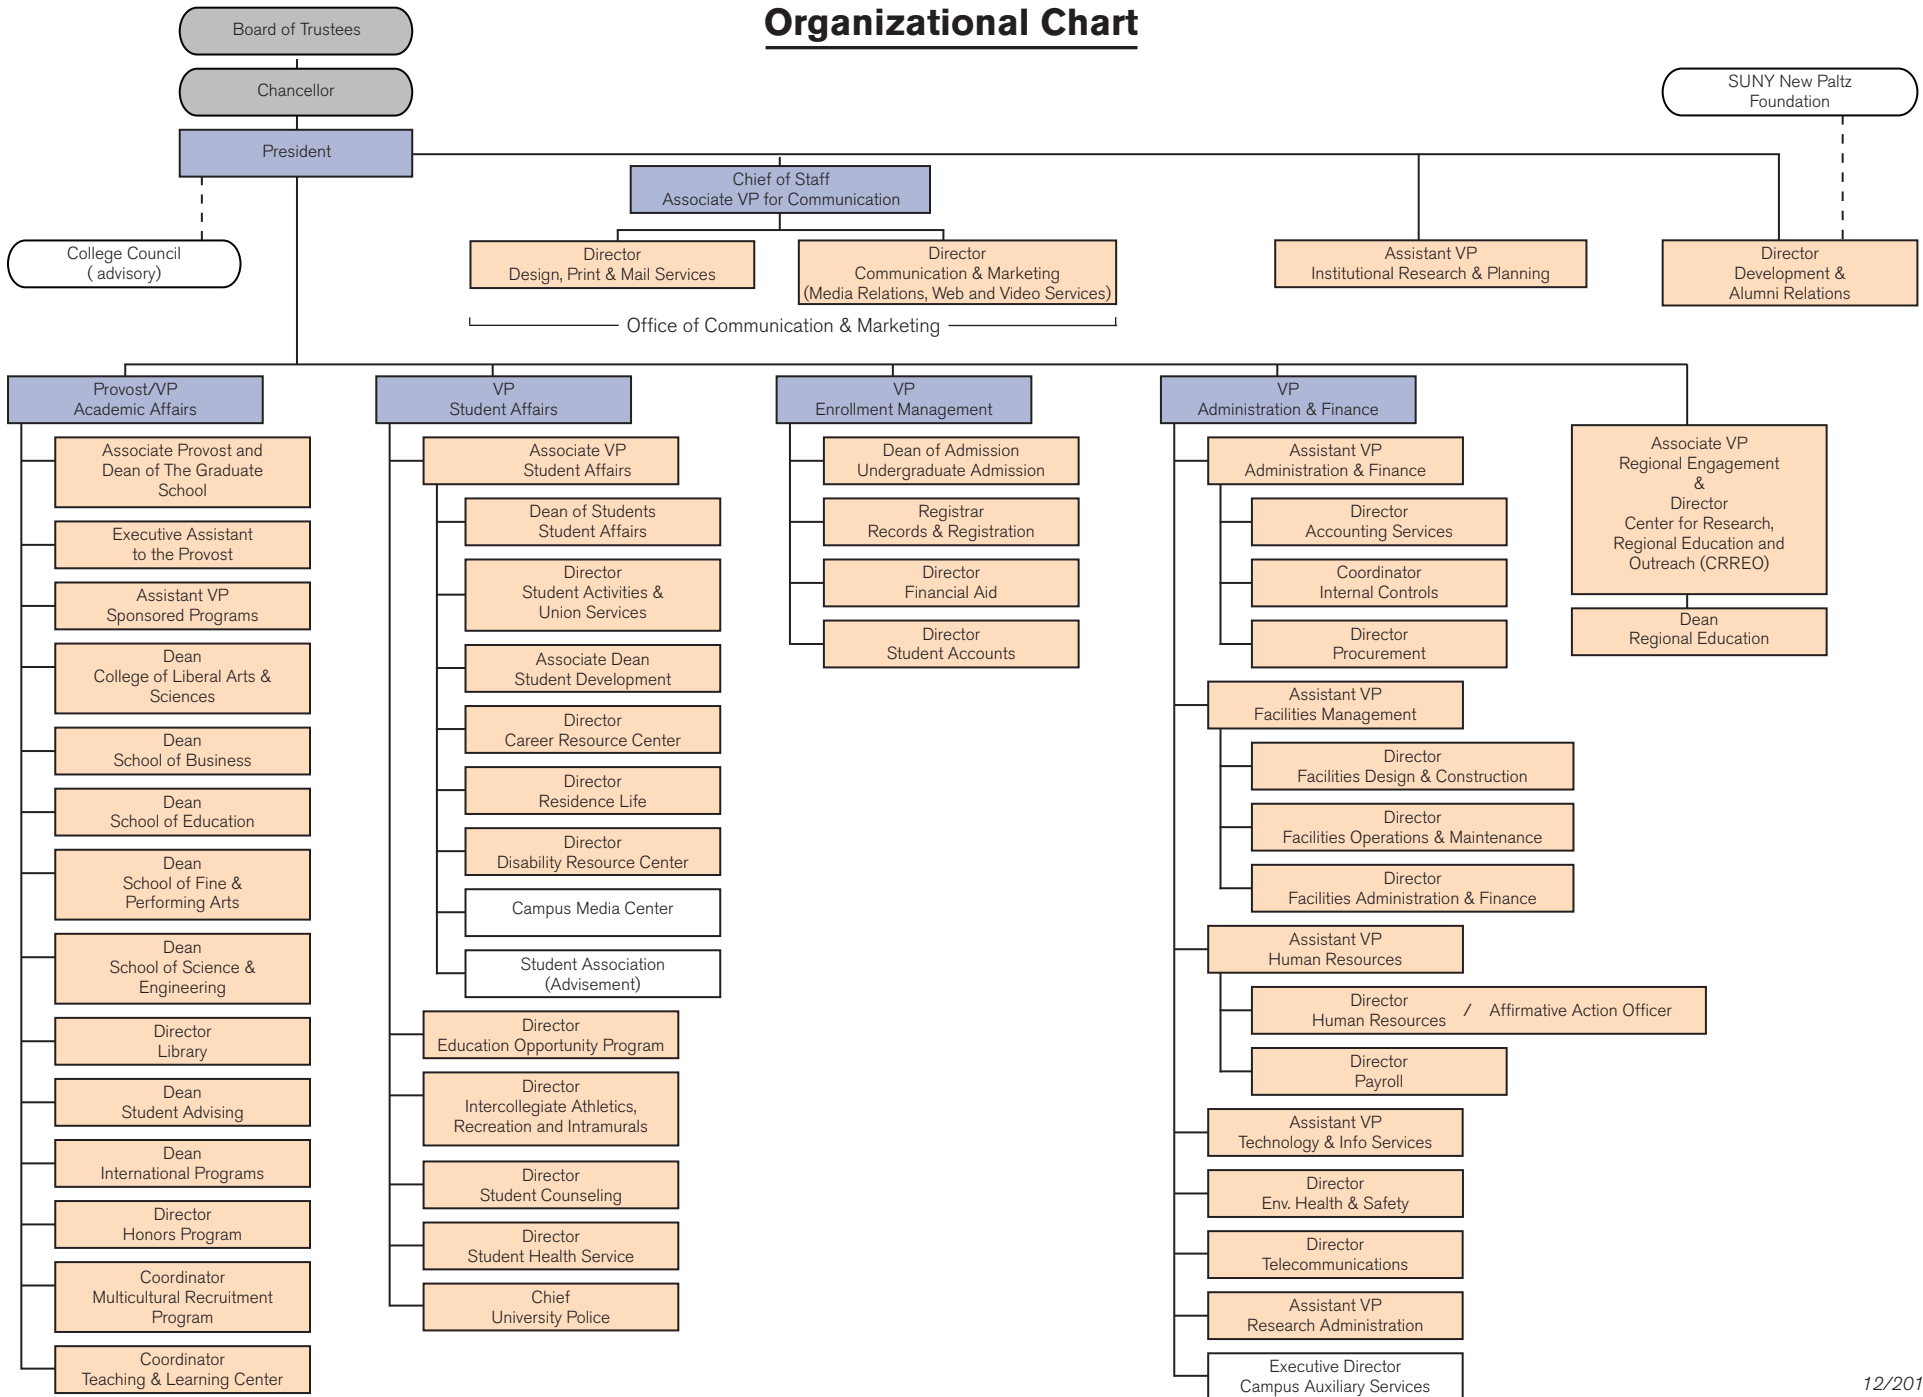 Organizational Chart
Board of Trustees
Chancellor
SUNY New Paltz
Foundation
President
Chief of Staff
Associate VP for Communication
College Council
( advisory)
Director
Design, Print & Mail Services
Director
Communication & Marketing
(Media Relations, Web and Video Services)
Assistant VP
Institutional Research & Planning
Director
Development &
Alumni Relations
Office of Communication & Marketing
Provost/VP
Academic Affairs
Associate Provost and
Dean of The Graduate
School
Executive Assistant
to the Provost
Assistant VP
Sponsored Programs
Dean
College of Liberal Arts &
Sciences
Dean
School of Business
Dean
School of Education
Dean
School of Fine &
Performing Arts
Dean
School of Science &
Engineering
Director
Library
Dean
Student Advising
Dean
International Programs
Director
Honors Program
Coordinator
Multicultural Recruitment
Program
Coordinator
Teaching & Learning Center
VP
Student Affairs
Associate VP
Student Affairs
Dean of Students
Student Affairs
Director
Student Activities &
Union Services
Associate Dean
Student Development
Director
Career Resource Center
Director
Residence Life
Director
Disability Resource Center
Campus Media Center
Student Association
(Advisement)
Director
Education Opportunity Program
Director
Intercollegiate Athletics,
Recreation and Intramurals
Director
Student Counseling
Director
Student Health Service
Chief
University Police
VP
Enrollment Management
Dean of Admission
Undergraduate Admission
Registrar
Records & Registration
Director
Financial Aid
Director
Student Accounts
VP
Administration & Finance
Assistant VP
Administration & Finance
Director
Accounting Services
Coordinator
Internal Controls
Director
Procurement
Assistant VP
Facilities Management
Director
Facilities Design & Construction
Director
Facilities Operations & Maintenance
Director
Facilities Administration & Finance
Assistant VP
Human Resources
Director
Human Resources / Affirmative Action Officer
Director
Payroll
Assistant VP
Technology & Info Services
Director
Env. Health & Safety
Director
Telecommunications
Assistant VP
Research Administration
Executive Director
Campus Auxiliary Services
Associate VP
Regional Engagement
&
Director
Center for Research,
Regional Education and
Outreach (CRREO)
Dean
Regional Education
12/201